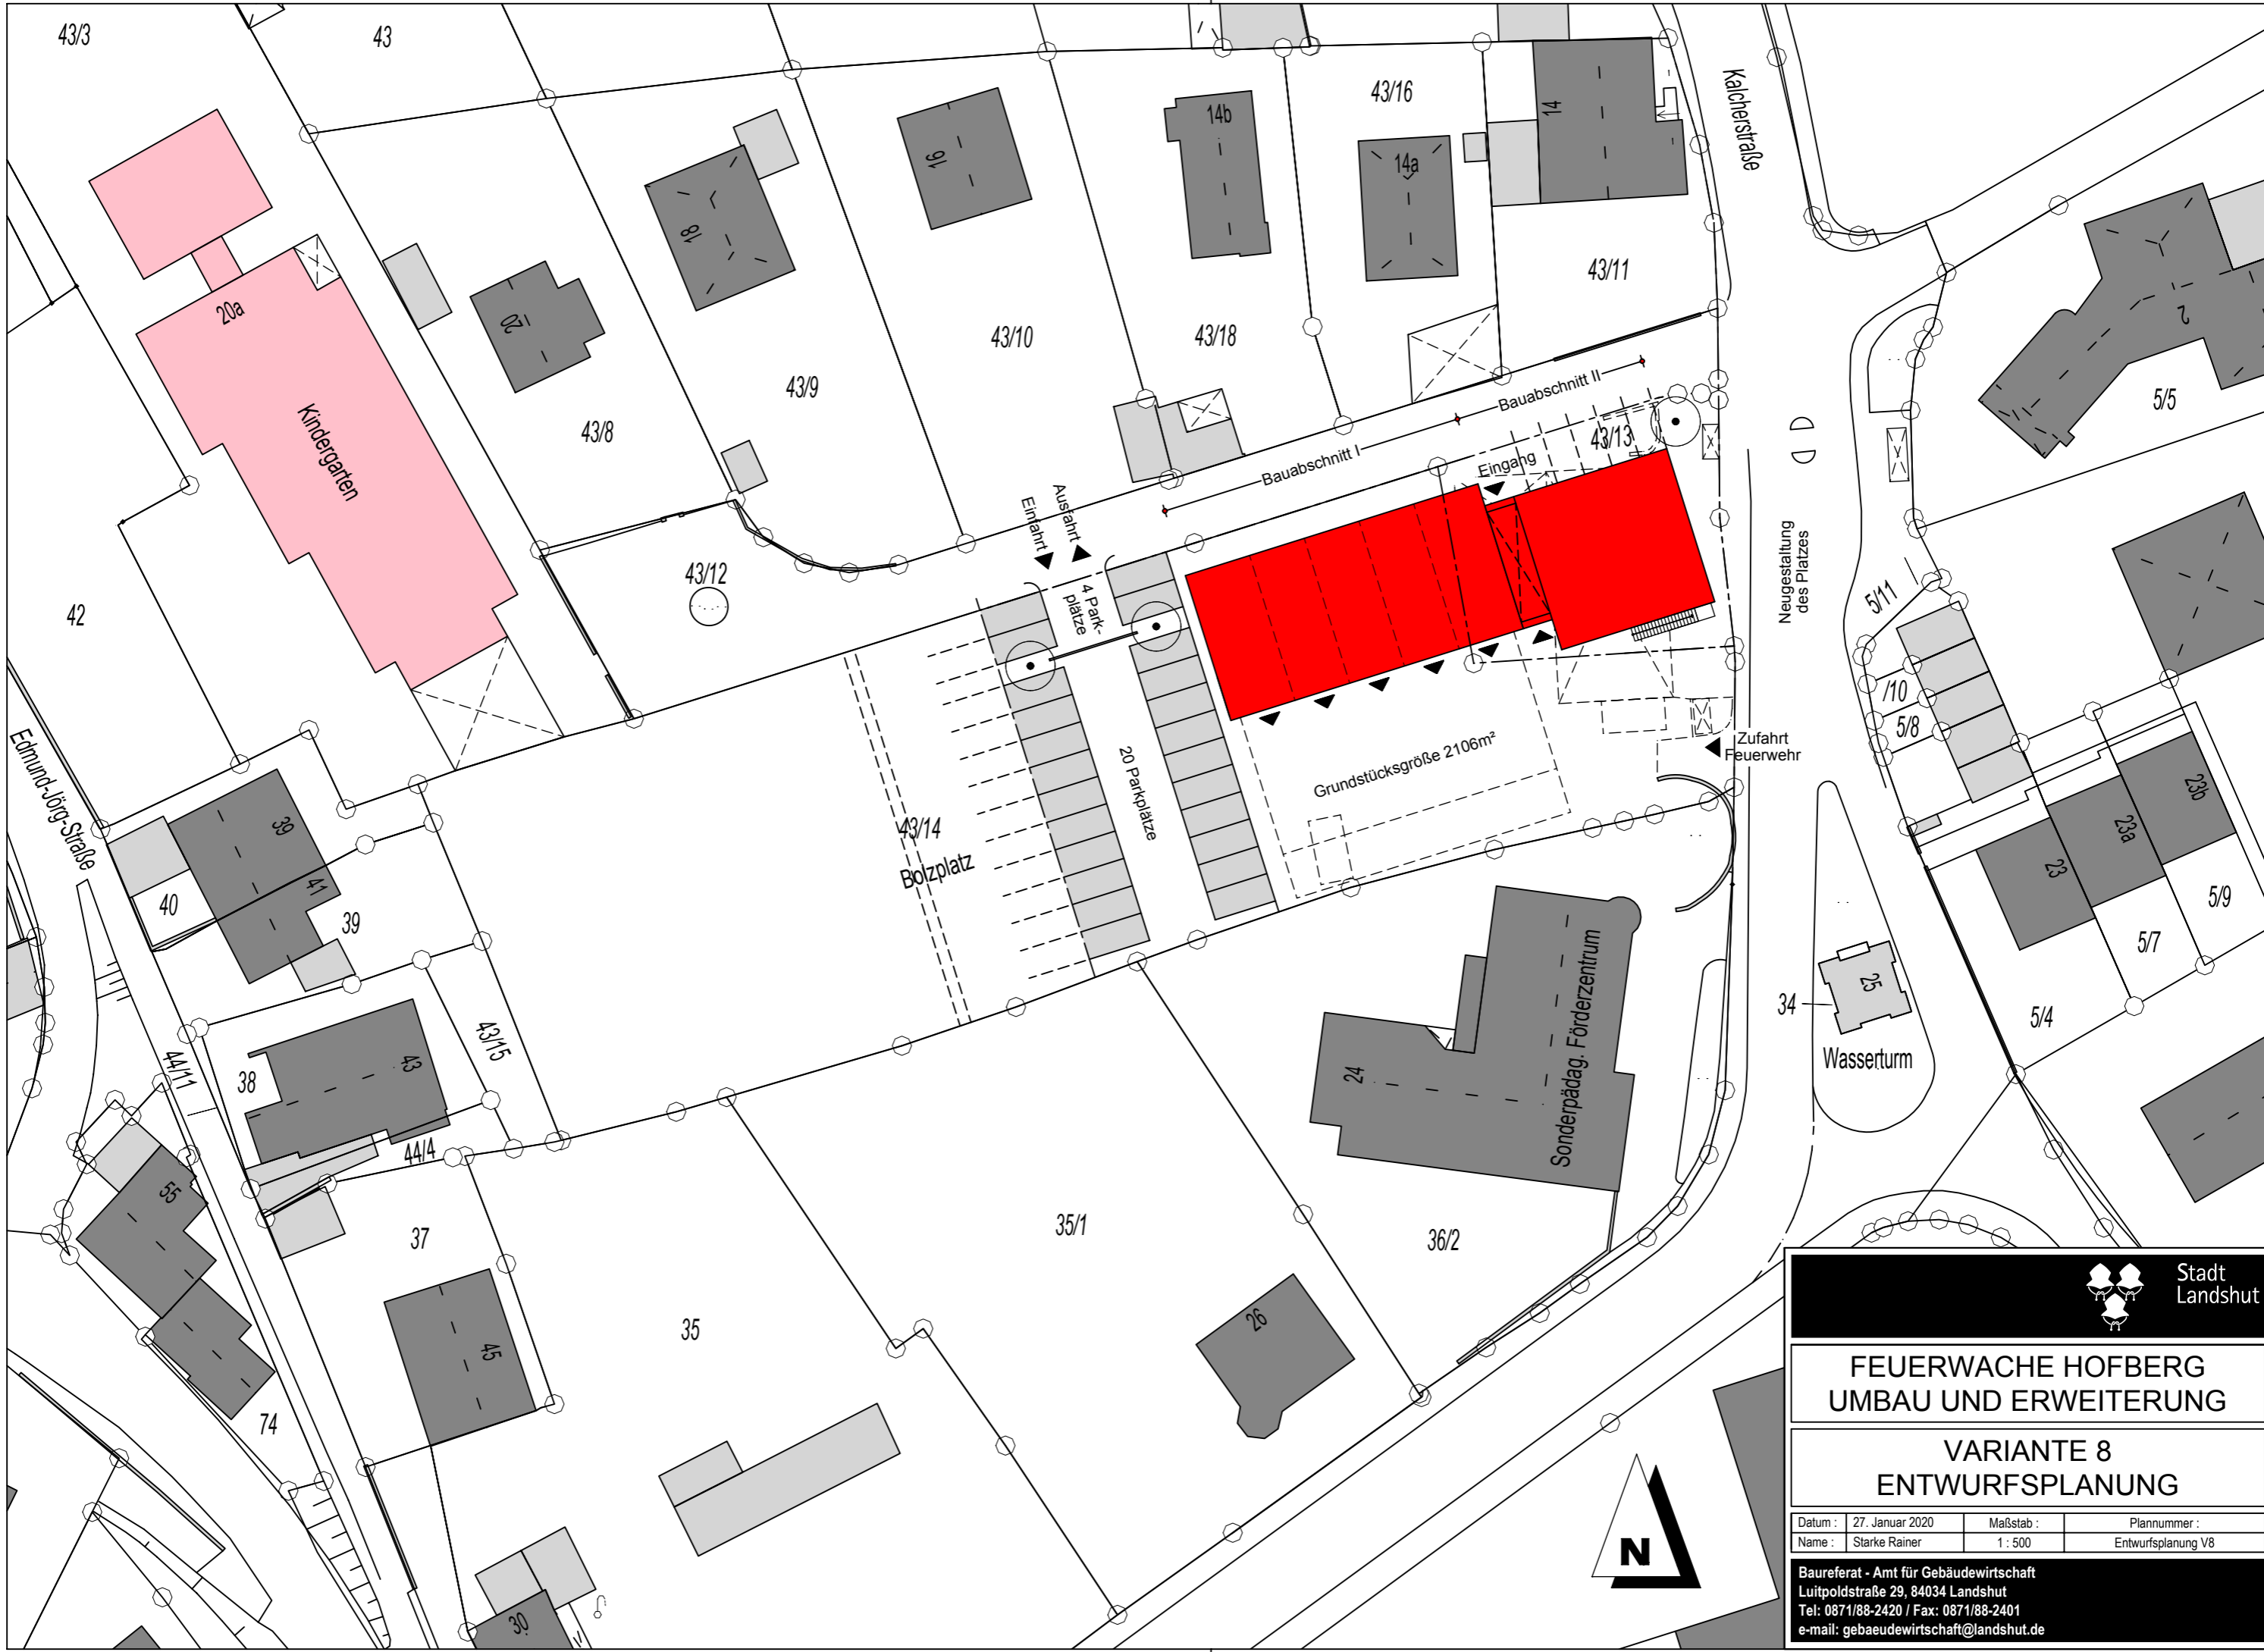 43/3
43
43/16
14
14b
14a
16
18
20
20a
Kalcherstraße
43/11
43/10
43/18
43/9
43/8
Kindergarten
2
5/5
Bauabschnitt II
Bauabschnitt I
43/13
Eingang
Einfahrt
Ausfahrt
43/12
4 Park-
plätze
42
Neugestaltung
des Platzes
5/11
/10
5/8
Zufahrt
Feuerwehr
Grundstücksgröße 2106m²
20 Parkplätze
43/14
Bolzplatz
Edmund-Jörg-Straße
39
41
40
39
23b
23a
23
5/9
5/7
5/4
25
34
Wasserturm
Sonderpädag. Förderzentrum
24
43/15
44/11
38
43
44/4
55
37
35/1
36/2
35
45
26
74
30
N
Stadt
Landshut
FEUERWACHE HOFBERG
UMBAU UND ERWEITERUNG
VARIANTE 8
ENTWURFSPLANUNG
Datum : 27. Januar 2020 Maßstab : Plannummer :
Name : Starke Rainer 1 : 500 Entwurfsplanung V8
Baureferat - Amt für Gebäudewirtschaft
Luitpoldstraße 29, 84034 Landshut
Tel: 0871/88-2420 / Fax: 0871/88-2401
e-mail: gebaeudewirtschaft@landshut.de